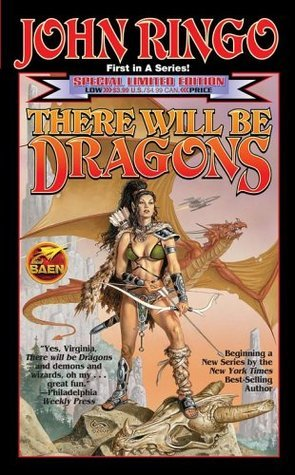 JOHN RINGO
First in A Series!
SPECIAL LIMITED EDITION
LOW $3.99 U.S./$4.99 CAN. PRICE
THERE WILL BE
DRAGONS
BAEN
"Yes, Virginia,
There will be Dragons
and demons and
wizards, oh my . . .
great fun."
—Philadelphia
Weekly Press
Beginning a
New Series by the
New York Times
Best-Selling
Author